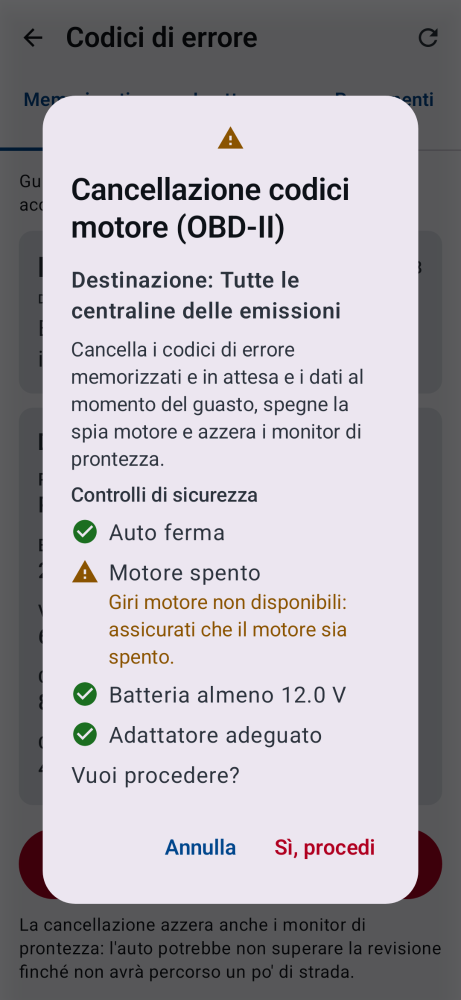 Codici di errore
Cancellazione codici
motore (OBD-II)
Destinazione: Tutte le
centraline delle emissioni
Cancella i codici di errore
memorizzati e in attesa e i dati al
momento del guasto, spegne la
spia motore e azzera i monitor di
prontezza.
Controlli di sicurezza
Auto ferma
Motore spento
Giri motore non disponibili:
assicurati che il motore sia
spento.
Batteria almeno 12.0 V
Adattatore adeguato
Vuoi procedere?
Annulla Sì, procedi
La cancellazione azzera anche i monitor di
prontezza: l'auto potrebbe non superare la revisione
finché non avrà percorso un po' di strada.